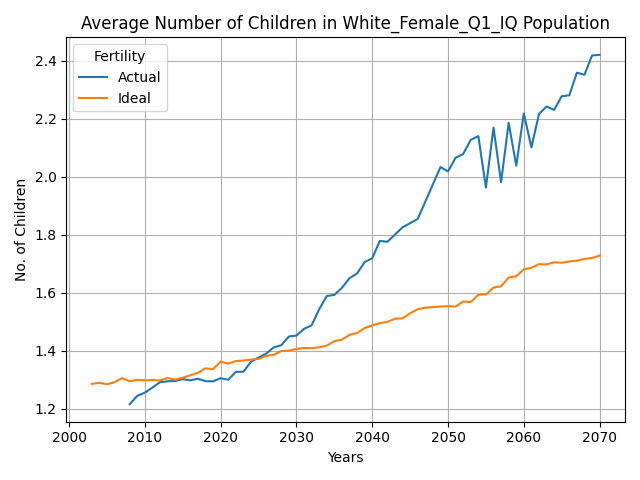 Average Number of Children in White_Female_Q1_IQ Population
Fertility
Actual
Ideal
No. of Children
2.4
2.2
2.0
1.8
1.6
1.4
1.2
2000 2010 2020 2030 2040 2050 2060 2070
Years